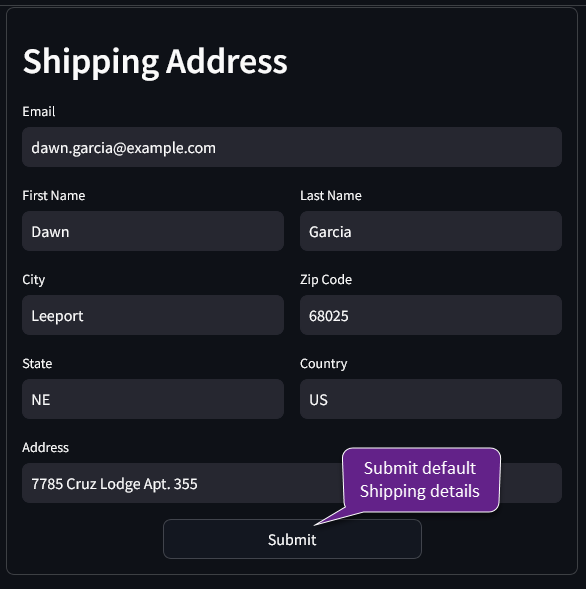 Shipping Address
Email
dawn.garcia@example.com
First Name
Last Name
Dawn
Garcia
City
Zip Code
Leeport
68025
State
Country
NE
US
Address
7785 Cruz Lodge Apt. 355
Submit default
Shipping details
Submit